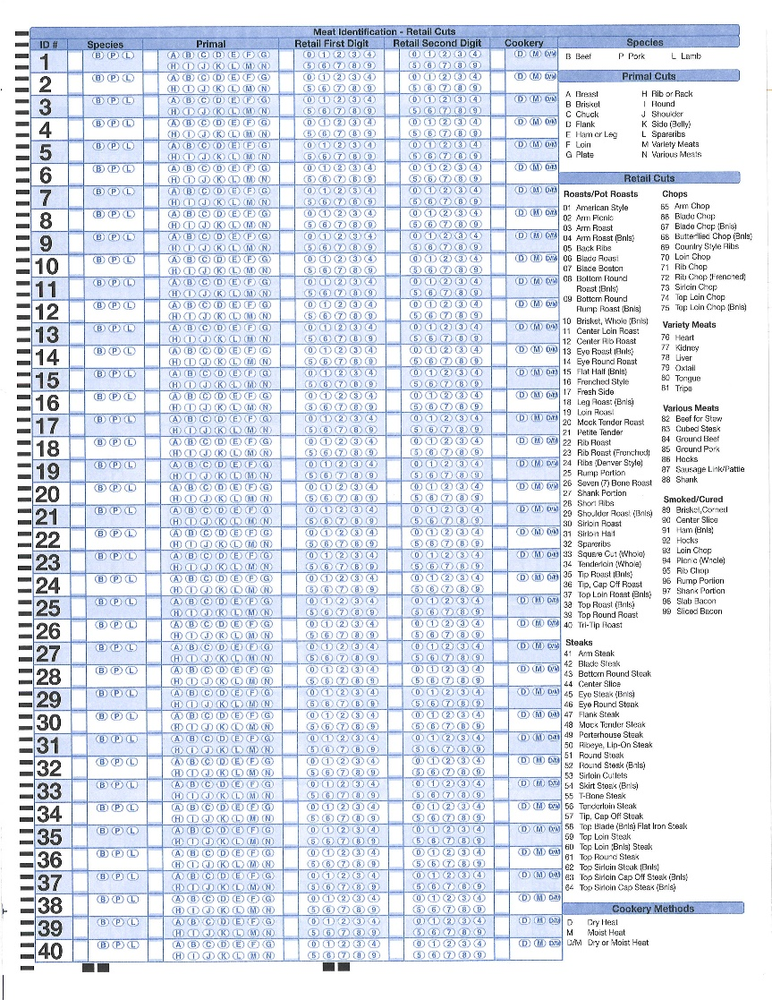 Meat Identification - Retail Cuts
ID # Species Primal Retail First Digit Retail Second Digit Cookery
1 B P L A B C D E F G 0 1 2 3 4 0 1 2 3 4 D M D/M
H I J K L M N 5 6 7 8 9 5 6 7 8 9
2 B P L A B C D E F G 0 1 2 3 4 0 1 2 3 4 D M D/M
H I J K L M N 5 6 7 8 9 5 6 7 8 9
3 B P L A B C D E F G 0 1 2 3 4 0 1 2 3 4 D M D/M
H I J K L M N 5 6 7 8 9 5 6 7 8 9
4 B P L A B C D E F G 0 1 2 3 4 0 1 2 3 4 D M D/M
H I J K L M N 5 6 7 8 9 5 6 7 8 9
5 B P L A B C D E F G 0 1 2 3 4 0 1 2 3 4 D M D/M
H I J K L M N 5 6 7 8 9 5 6 7 8 9
6 B P L A B C D E F G 0 1 2 3 4 0 1 2 3 4 D M D/M
H I J K L M N 5 6 7 8 9 5 6 7 8 9
7 B P L A B C D E F G 0 1 2 3 4 0 1 2 3 4 D M D/M
H I J K L M N 5 6 7 8 9 5 6 7 8 9
8 B P L A B C D E F G 0 1 2 3 4 0 1 2 3 4 D M D/M
H I J K L M N 5 6 7 8 9 5 6 7 8 9
9 B P L A B C D E F G 0 1 2 3 4 0 1 2 3 4 D M D/M
H I J K L M N 5 6 7 8 9 5 6 7 8 9
10 B P L A B C D E F G 0 1 2 3 4 0 1 2 3 4 D M D/M
H I J K L M N 5 6 7 8 9 5 6 7 8 9
11 B P L A B C D E F G 0 1 2 3 4 0 1 2 3 4 D M D/M
H I J K L M N 5 6 7 8 9 5 6 7 8 9
12 B P L A B C D E F G 0 1 2 3 4 0 1 2 3 4 D M D/M
H I J K L M N 5 6 7 8 9 5 6 7 8 9
13 B P L A B C D E F G 0 1 2 3 4 0 1 2 3 4 D M D/M
H I J K L M N 5 6 7 8 9 5 6 7 8 9
14 B P L A B C D E F G 0 1 2 3 4 0 1 2 3 4 D M D/M
H I J K L M N 5 6 7 8 9 5 6 7 8 9
15 B P L A B C D E F G 0 1 2 3 4 0 1 2 3 4 D M D/M
H I J K L M N 5 6 7 8 9 5 6 7 8 9
16 B P L A B C D E F G 0 1 2 3 4 0 1 2 3 4 D M D/M
H I J K L M N 5 6 7 8 9 5 6 7 8 9
17 B P L A B C D E F G 0 1 2 3 4 0 1 2 3 4 D M D/M
H I J K L M N 5 6 7 8 9 5 6 7 8 9
18 B P L A B C D E F G 0 1 2 3 4 0 1 2 3 4 D M D/M
H I J K L M N 5 6 7 8 9 5 6 7 8 9
19 B P L A B C D E F G 0 1 2 3 4 0 1 2 3 4 D M D/M
H I J K L M N 5 6 7 8 9 5 6 7 8 9
20 B P L A B C D E F G 0 1 2 3 4 0 1 2 3 4 D M D/M
H I J K L M N 5 6 7 8 9 5 6 7 8 9
21 B P L A B C D E F G 0 1 2 3 4 0 1 2 3 4 D M D/M
H I J K L M N 5 6 7 8 9 5 6 7 8 9
22 B P L A B C D E F G 0 1 2 3 4 0 1 2 3 4 D M D/M
H I J K L M N 5 6 7 8 9 5 6 7 8 9
23 B P L A B C D E F G 0 1 2 3 4 0 1 2 3 4 D M D/M
H I J K L M N 5 6 7 8 9 5 6 7 8 9
24 B P L A B C D E F G 0 1 2 3 4 0 1 2 3 4 D M D/M
H I J K L M N 5 6 7 8 9 5 6 7 8 9
25 B P L A B C D E F G 0 1 2 3 4 0 1 2 3 4 D M D/M
H I J K L M N 5 6 7 8 9 5 6 7 8 9
26 B P L A B C D E F G 0 1 2 3 4 0 1 2 3 4 D M D/M
H I J K L M N 5 6 7 8 9 5 6 7 8 9
27 B P L A B C D E F G 0 1 2 3 4 0 1 2 3 4 D M D/M
H I J K L M N 5 6 7 8 9 5 6 7 8 9
28 B P L A B C D E F G 0 1 2 3 4 0 1 2 3 4 D M D/M
H I J K L M N 5 6 7 8 9 5 6 7 8 9
29 B P L A B C D E F G 0 1 2 3 4 0 1 2 3 4 D M D/M
H I J K L M N 5 6 7 8 9 5 6 7 8 9
30 B P L A B C D E F G 0 1 2 3 4 0 1 2 3 4 D M D/M
H I J K L M N 5 6 7 8 9 5 6 7 8 9
31 B P L A B C D E F G 0 1 2 3 4 0 1 2 3 4 D M D/M
H I J K L M N 5 6 7 8 9 5 6 7 8 9
32 B P L A B C D E F G 0 1 2 3 4 0 1 2 3 4 D M D/M
H I J K L M N 5 6 7 8 9 5 6 7 8 9
33 B P L A B C D E F G 0 1 2 3 4 0 1 2 3 4 D M D/M
H I J K L M N 5 6 7 8 9 5 6 7 8 9
34 B P L A B C D E F G 0 1 2 3 4 0 1 2 3 4 D M D/M
H I J K L M N 5 6 7 8 9 5 6 7 8 9
35 B P L A B C D E F G 0 1 2 3 4 0 1 2 3 4 D M D/M
H I J K L M N 5 6 7 8 9 5 6 7 8 9
36 B P L A B C D E F G 0 1 2 3 4 0 1 2 3 4 D M D/M
H I J K L M N 5 6 7 8 9 5 6 7 8 9
37 B P L A B C D E F G 0 1 2 3 4 0 1 2 3 4 D M D/M
H I J K L M N 5 6 7 8 9 5 6 7 8 9
38 B P L A B C D E F G 0 1 2 3 4 0 1 2 3 4 D M D/M
H I J K L M N 5 6 7 8 9 5 6 7 8 9
39 B P L A B C D E F G 0 1 2 3 4 0 1 2 3 4 D M D/M
H I J K L M N 5 6 7 8 9 5 6 7 8 9
40 B P L A B C D E F G 0 1 2 3 4 0 1 2 3 4 D M D/M
H I J K L M N 5 6 7 8 9 5 6 7 8 9
Species
B Beef P Pork L Lamb
Primal Cuts
A Breast
B Brisket
C Chuck
D Flank
E Ham or Leg
F Loin
G Plate
H Rib or Rack
I Round
J Shoulder
K Side (Belly)
L Spareribs
M Variety Meats
N Various Meats
Retail Cuts
Roasts/Pot Roasts
01 American Style
02 Arm Picnic
03 Arm Roast
04 Arm Roast (Bnls)
05 Back Ribs
06 Blade Roast
07 Blade Boston
08 Bottom Round
Roast (Bnls)
09 Bottom Round
Rump Roast (Bnls)
10 Brisket, Whole (Bnls)
11 Center Loin Roast
12 Center Rib Roast
13 Eye Roast (Bnls)
14 Eye Round Roast
15 Flat Half (Bnls)
16 Frenched Style
17 Fresh Side
18 Leg Roast (Bnls)
19 Loin Roast
20 Mock Tender Roast
21 Petite Tender
22 Rib Roast
23 Rib Roast (Frenched)
24 Ribs (Denver Style)
25 Rump Portion
26 Seven (7) Bone Roast
27 Shank Portion
28 Short Ribs
29 Shoulder Roast (Bnls)
30 Sirloin Roast
31 Sirloin Half
32 Spareribs
33 Square Cut (Whole)
34 Tenderloin (Whole)
35 Tip Roast (Bnls)
36 Tip, Cap Off Roast
37 Top Loin Roast (Bnls)
38 Top Roast (Bnls)
39 Top Round Roast
40 Tri-Tip Roast
Steaks
41 Arm Steak
42 Blade Steak
43 Bottom Round Steak
44 Center Slice
45 Eye Steak (Bnls)
46 Eye Round Steak
47 Flank Steak
48 Mock Tender Steak
49 Porterhouse Steak
50 Ribeye, Lip-On Steak
51 Round Steak
52 Round Steak (Bnls)
53 Sirloin Cutlets
54 Skirt Steak (Bnls)
55 T-Bone Steak
56 Tenderloin Steak
57 Tip, Cap Off Steak
58 Top Blade (Bnls) Flat Iron Steak
59 Top Loin Steak
60 Top Loin (Bnls) Steak
61 Top Round Steak
62 Top Sirloin Steak (Bnls)
63 Top Sirloin Cap Off Steak (Bnls)
64 Top Sirloin Cap Steak (Bnls)
Chops
65 Arm Chop
66 Blade Chop
67 Blade Chop (Bnls)
68 Butterflied Chop (Bnls)
69 Country Style Ribs
70 Loin Chop
71 Rib Chop
72 Rib Chop (Frenched)
73 Sirloin Chop
74 Top Loin Chop
75 Top Loin Chop (Bnls)
Variety Meats
76 Heart
77 Kidney
78 Liver
79 Oxtail
80 Tongue
81 Tripe
Various Meats
82 Beef for Stew
83 Cubed Steak
84 Ground Beef
85 Ground Pork
86 Hocks
87 Sausage Link/Pattie
88 Shank
Smoked/Cured
89 Brisket,Corned
90 Center Slice
91 Ham (Bnls)
92 Hocks
93 Loin Chop
94 Picnic (Whole)
95 Rib Chop
96 Rump Portion
97 Shank Portion
98 Slab Bacon
99 Sliced Bacon
Cookery Methods
D Dry Heat
M Moist Heat
D/M Dry or Moist Heat